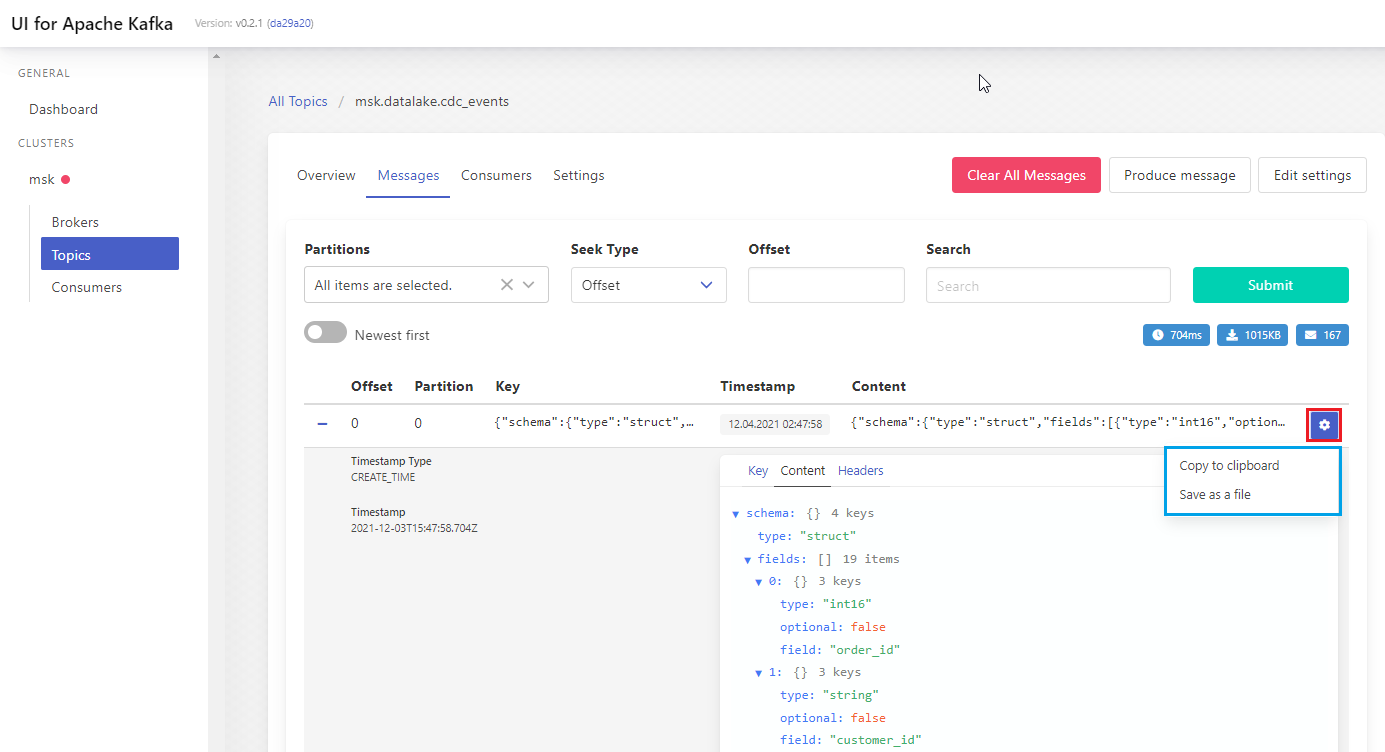 UI for Apache Kafka Version: v0.2.1 (da29a20)
GENERAL
Dashboard
CLUSTERS
msk
Brokers
Topics
Consumers
All Topics / msk.datalake.cdc_events
Overview Messages Consumers Settings
Clear All Messages Produce message Edit settings
Partitions Seek Type Offset Search
All items are selected. Offset Search Submit
Newest first 704ms 1015KB 167
Offset Partition Key Timestamp Content
0 0 {"schema":{"type":"struct",… 12.04.2021 02:47:58 {"schema":{"type":"struct","fields":[{"type":"int16","option…
Copy to clipboard
Save as a file
Timestamp Type
CREATE_TIME
Timestamp
2021-12-03T15:47:58.704Z
Key Content Headers
schema: {} 4 keys
type: "struct"
fields: [] 19 items
0: {} 3 keys
type: "int16"
optional: false
field: "order_id"
1: {} 3 keys
type: "string"
optional: false
field: "customer_id"